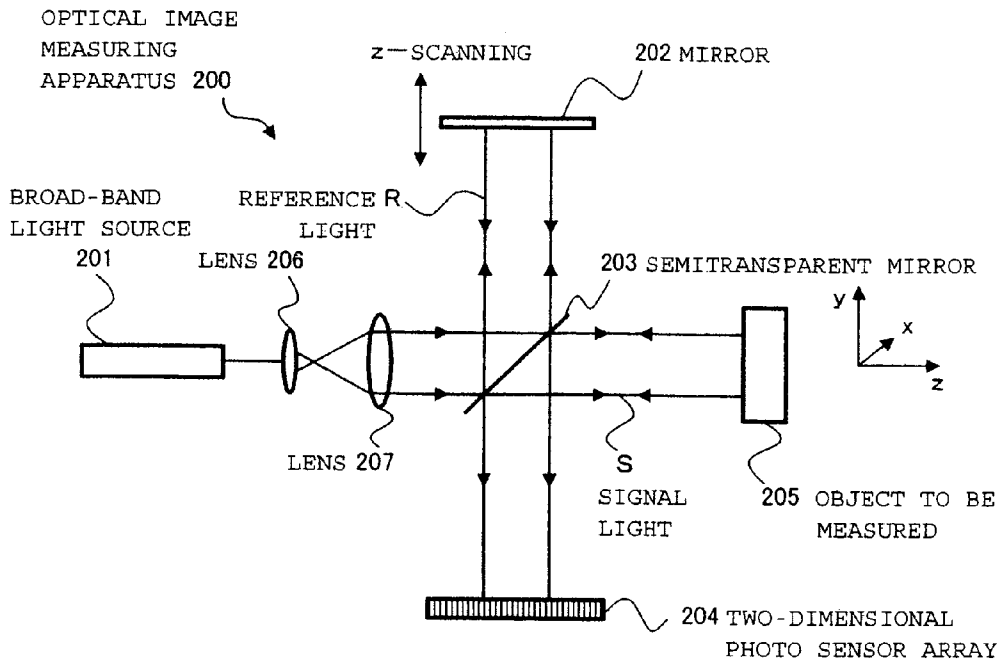 OPTICAL IMAGE
MEASURING
APPARATUS 200
z-SCANNING
202 MIRROR
BROAD-BAND
LIGHT SOURCE
201
REFERENCE R
LIGHT
LENS 206
203 SEMITRANSPARENT MIRROR
y
x
z
LENS 207
S
SIGNAL
LIGHT
205 OBJECT TO BE
MEASURED
204 TWO-DIMENSIONAL
PHOTO SENSOR ARRAY